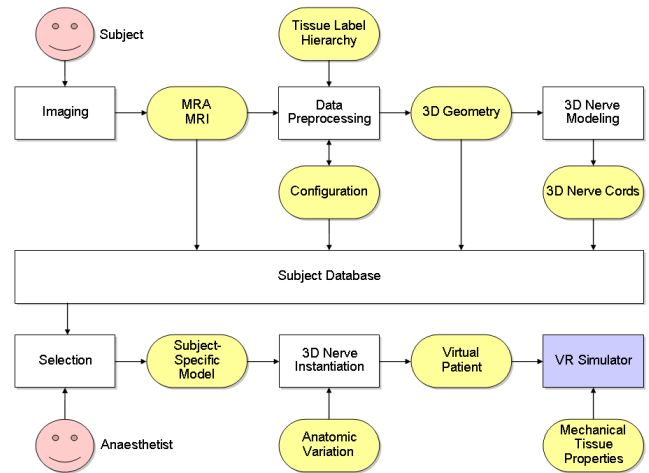 Subject
Tissue Label
Hierarchy
Imaging
MRA
MRI
Data
Preprocessing
3D Geometry
3D Nerve
Modeling
Configuration
3D Nerve Cords
Subject Database
Selection
Subject-
Specific
Model
3D Nerve
Instantiation
Virtual
Patient
VR Simulator
Anaesthetist
Anatomic
Variation
Mechanical
Tissue
Properties